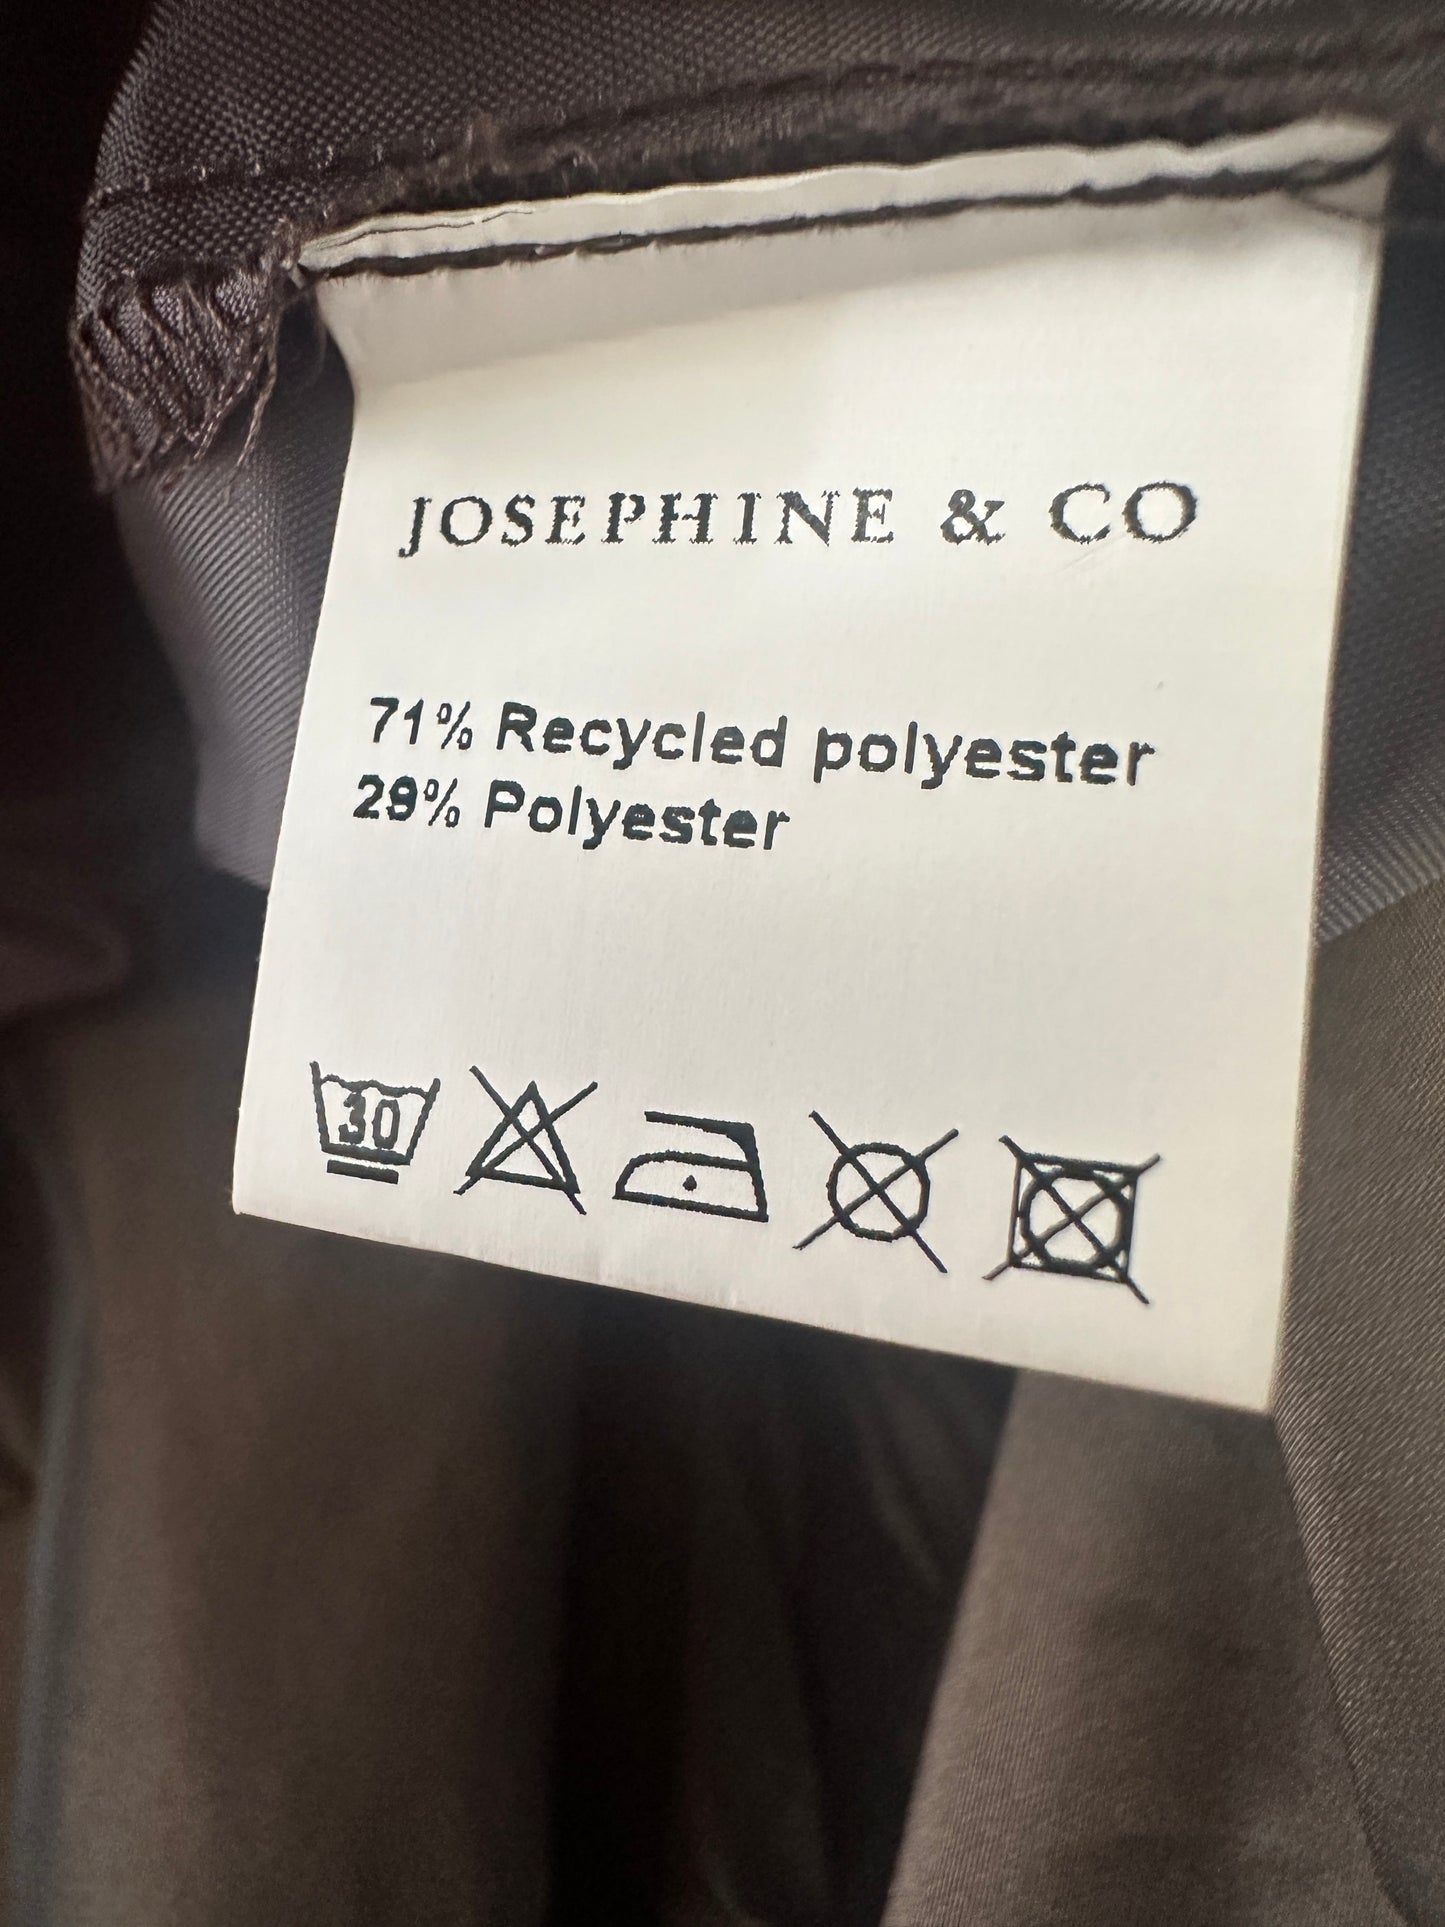 JOSEPHINE & CO
71% Recycled polyester
29% Polyester
30